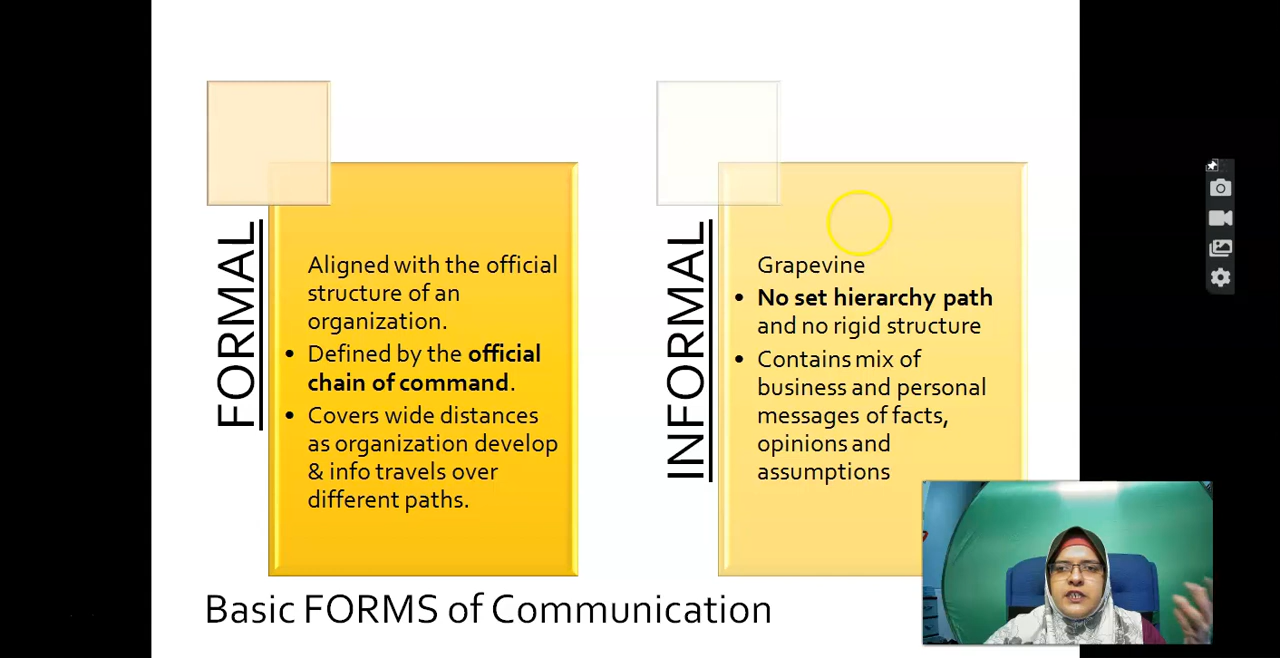 FORMAL
Aligned with the official
structure of an
organization.
• Defined by the official
chain of command.
• Covers wide distances
as organization develop
& info travels over
different paths.
INFORMAL
Grapevine
• No set hierarchy path
and no rigid structure
• Contains mix of
business and personal
messages of facts,
opinions and
assumptions
Basic FORMS of Communication